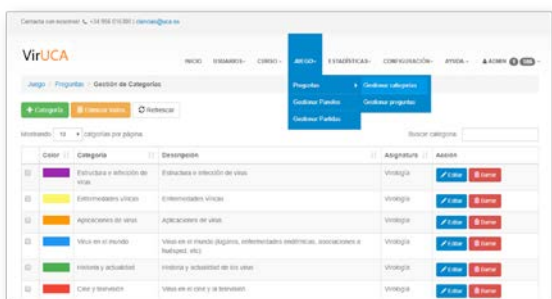 Contacta con nosotros: +34 956 016 000 | ciencias@uca.es
VirUCA
INICIO USUARIOS CURSO JUEGO ESTADÍSTICAS CONFIGURACIÓN AYUDA ADMIN
Juego / Preguntas / Gestión de Categorías
Preguntas Gestionar categorías
Gestionar Paneles Gestionar preguntas
Gestionar Partidas
+ Categoría Eliminar todos Refrescar
Mostrando 10 categorías por página
Buscar categoría:
Color Categoría Descripción Asignatura Acción
Estructura e infección de virus Estructura e infección de virus Virología Editar Borrar
Enfermedades víricas Enfermedades víricas Virología Editar Borrar
Aplicaciones de virus Aplicaciones de virus Virología Editar Borrar
Virus en el mundo Virus en el mundo (lugares, enfermedades endémicas, asociaciones a huésped, etc) Virología Editar Borrar
Historia y actualidad Historia y actualidad de los virus Virología Editar Borrar
Cine y televisión Virus en el cine y la televisión Virología Editar Borrar